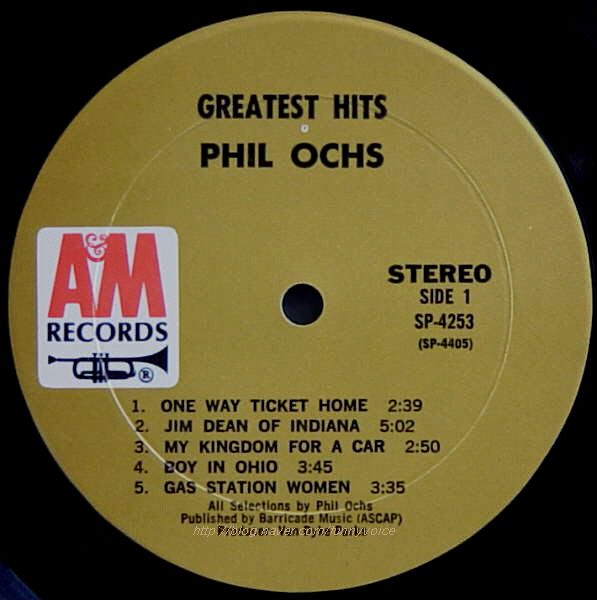 GREATEST HITS
PHIL OCHS
A&M
RECORDS
®
STEREO
SIDE 1
SP-4253
(SP-4405)
1. ONE WAY TICKET HOME 2:39
2. JIM DEAN OF INDIANA 5:02
3. MY KINGDOM FOR A CAR 2:50
4. BOY IN OHIO 3:45
5. GAS STATION WOMEN 3:35
All Selections by Phil Ochs
Published by Barricade Music (ASCAP)